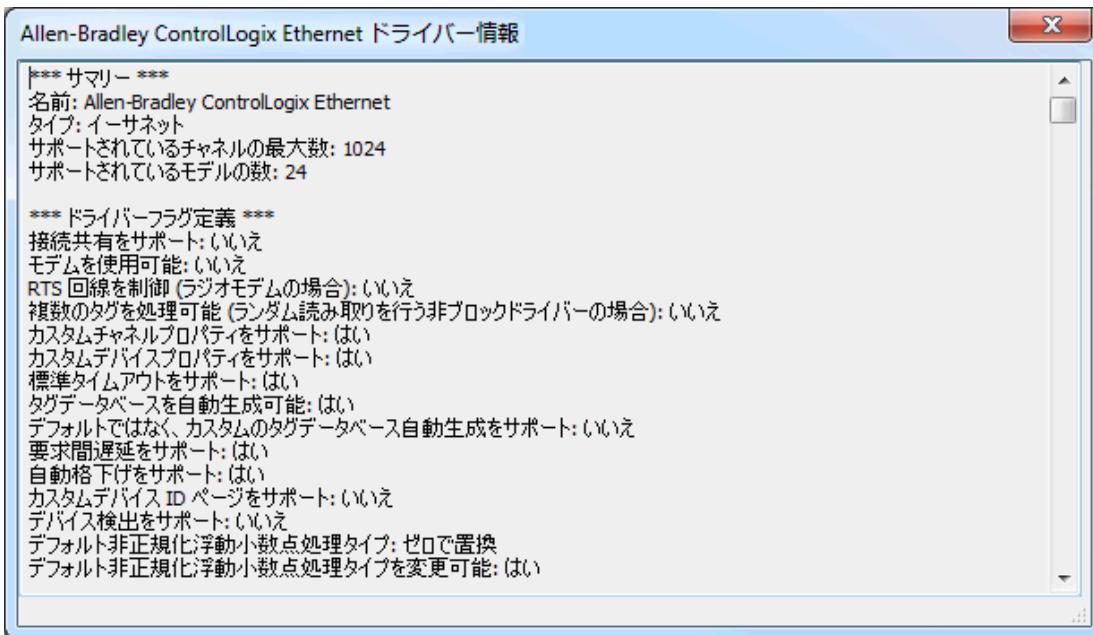 Allen-Bradley ControlLogix Ethernet ドライバー情報
*** サマリー ***
名前: Allen-Bradley ControlLogix Ethernet
タイプ: イーサネット
サポートされているチャネルの最大数: 1024
サポートされているモデルの数: 24
*** ドライバーフラグ定義 ***
接続共有をサポート: いいえ
モデムを使用可能: いいえ
RTS 回線を制御 (ラジオモデムの場合): いいえ
複数のタグを処理可能 (ランダム読み取りを行う非ブロックドライバーの場合): いいえ
カスタムチャネルプロパティをサポート: はい
カスタムデバイスプロパティをサポート: はい
標準タイムアウトをサポート: はい
タグデータベースを自動生成可能: はい
デフォルトではなく、カスタムのタグデータベース自動生成をサポート: いいえ
要求間遅延をサポート: はい
自動格下げをサポート: はい
カスタムデバイス ID ページをサポート: いいえ
デバイス検出をサポート: いいえ
デフォルト非正規化浮動小数点処理タイプ: ゼロで置換
デフォルト非正規化浮動小数点処理タイプを変更可能: はい